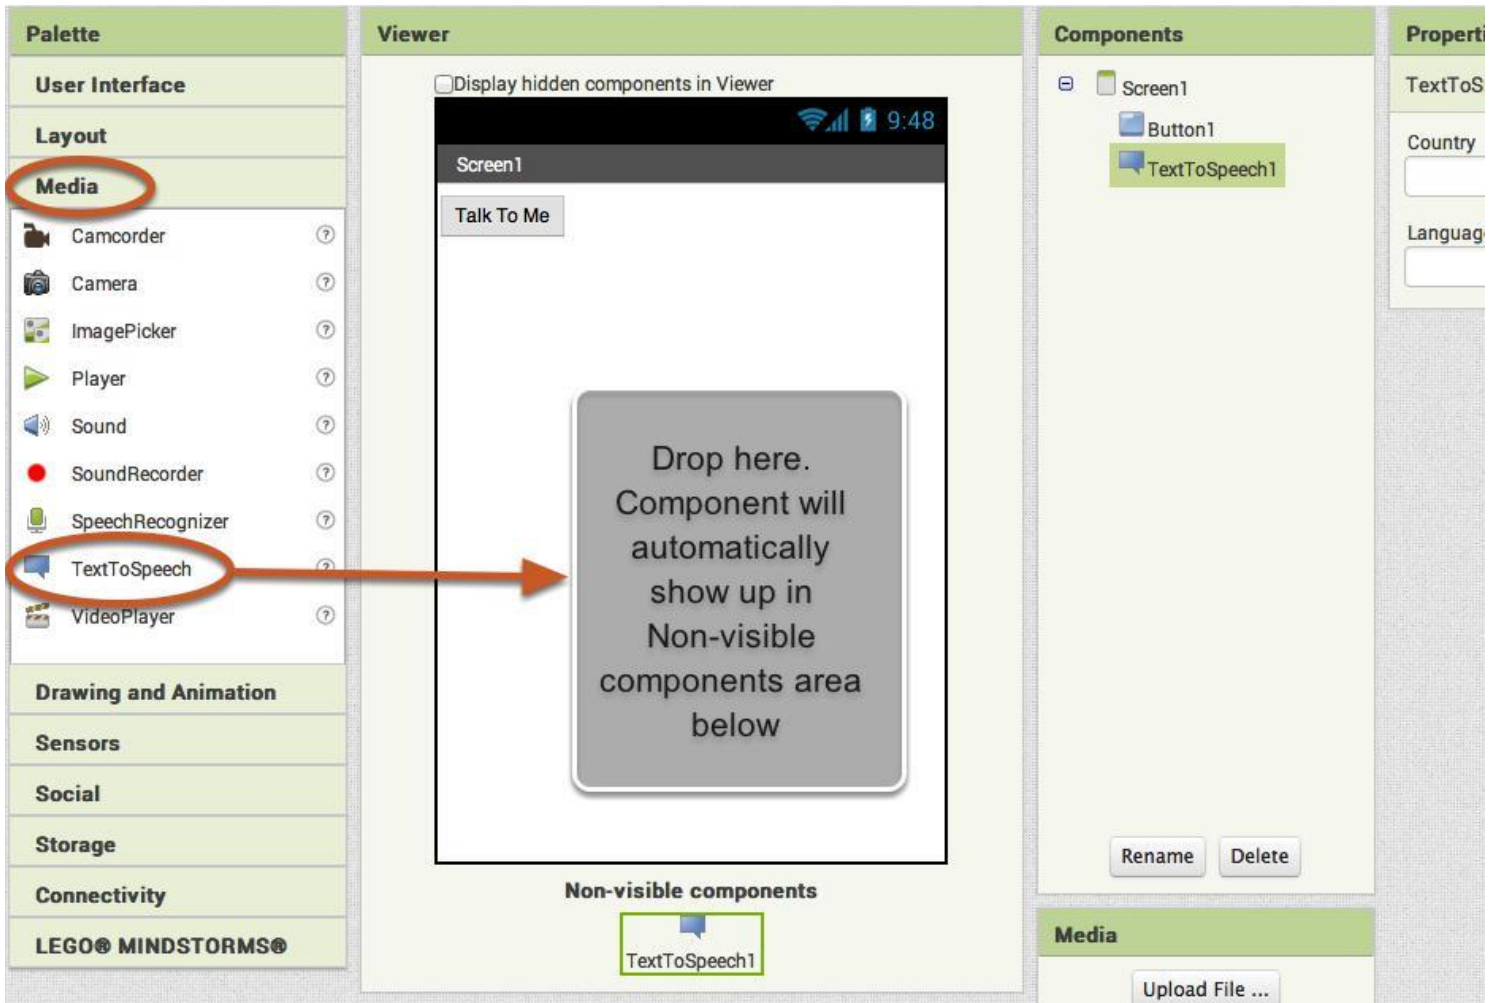 Palette
User Interface
Layout
Media
Camcorder
Camera
ImagePicker
Player
Sound
SoundRecorder
SpeechRecognizer
TextToSpeech
VideoPlayer
Drawing and Animation
Sensors
Social
Storage
Connectivity
LEGO® MINDSTORMS®
Viewer
Display hidden components in Viewer
9:48
Screen1
Talk To Me
Drop here.
Component will
automatically
show up in
Non-visible
components area
below
Non-visible components
TextToSpeech1
Components
Screen1
Button1
TextToSpeech1
Rename
Delete
Media
Upload File ...
Properti
TextToS
Country
Languag